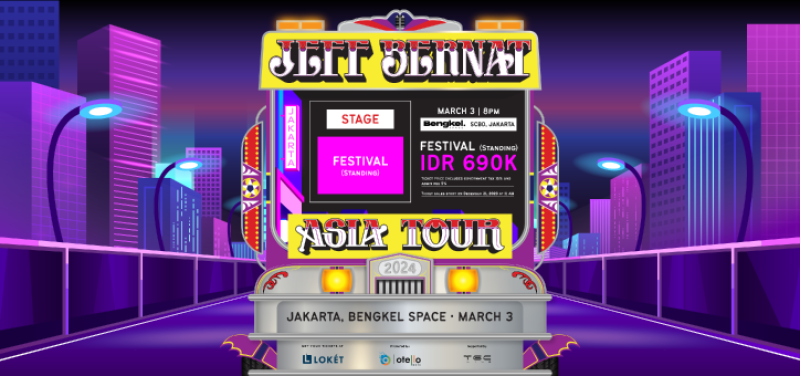 JEFF BERNAT
JAKARTA
STAGE
FESTIVAL
(STANDING)
MARCH 3 | 8PM
Bengkel. SCBD, JAKARTA
FESTIVAL (STANDING)
IDR 690K
ASIA TOUR
2024
JAKARTA, BENGKEL SPACE · MARCH 3
LOKÉT
otello
TEG